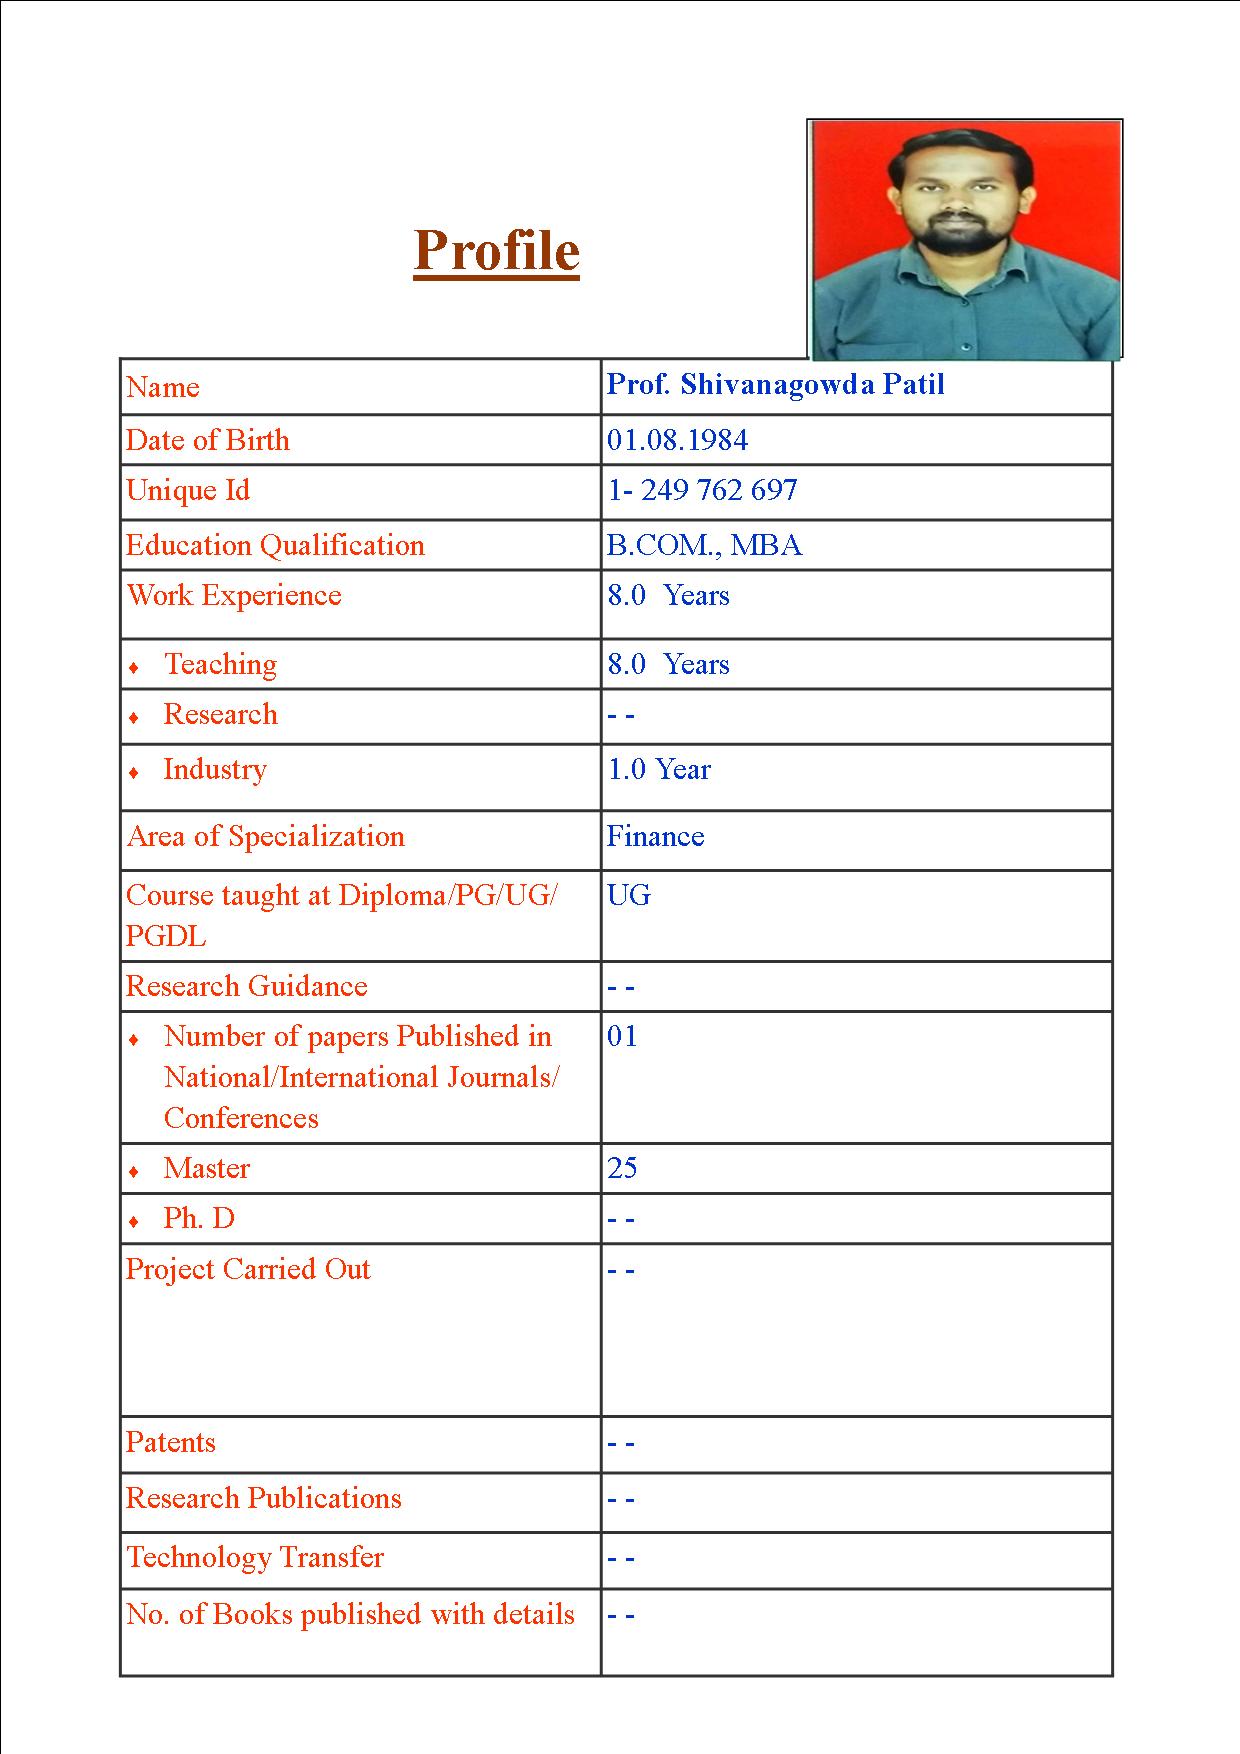 Profile
Name Prof. Shivanagowda Patil
Date of Birth 01.08.1984
Unique Id 1- 249 762 697
Education Qualification B.COM., MBA
Work Experience 8.0 Years
♦ Teaching 8.0 Years
♦ Research - -
♦ Industry 1.0 Year
Area of Specialization Finance
Course taught at Diploma/PG/UG/ UG
PGDL
Research Guidance - -
♦ Number of papers Published in 01
National/International Journals/
Conferences
♦ Master 25
♦ Ph. D - -
Project Carried Out - -
Patents - -
Research Publications - -
Technology Transfer - -
No. of Books published with details - -